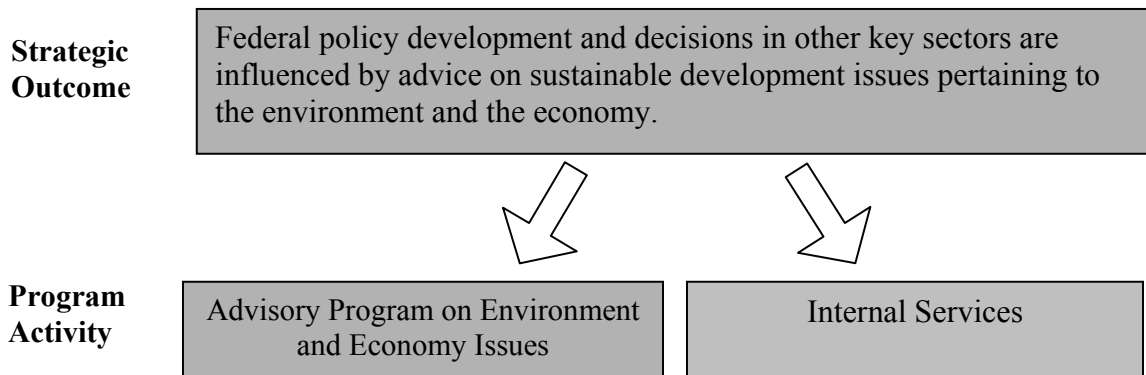 Strategic
Outcome
Federal policy development and decisions in other key sectors are
influenced by advice on sustainable development issues pertaining to
the environment and the economy.
Program
Activity
Advisory Program on Environment
and Economy Issues
Internal Services